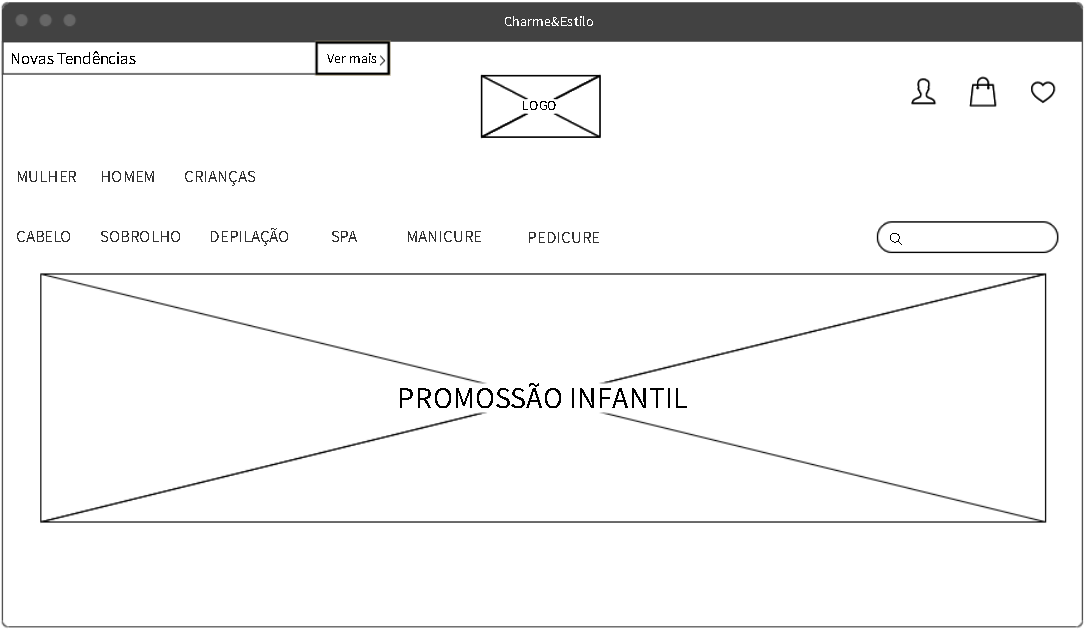 Charme&Estilo
Novas Tendências
Ver mais
LOGO
MULHER HOMEM CRIANÇAS
CABELO SOBROLHO DEPILAÇÃO SPA MANICURE PEDICURE
PROMOSSÃO INFANTIL